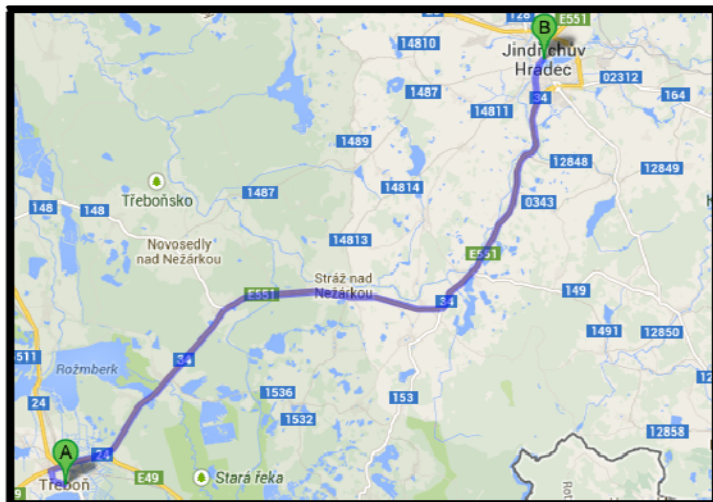 128
E551
B
14810
Jindřichův
Hradec
02312
1487
34
164
14811
1489
12848
12849
Třeboňsko
1487
14814
148
148
0343
14813
Novosedly
nad Nežárkou
E551
Stráž nad
Nežárkou
E551
34
149
1491
12850
34
Rožmberk
24
1536
153
1532
12858
A
24
Třeboň
E49
Stará řeka